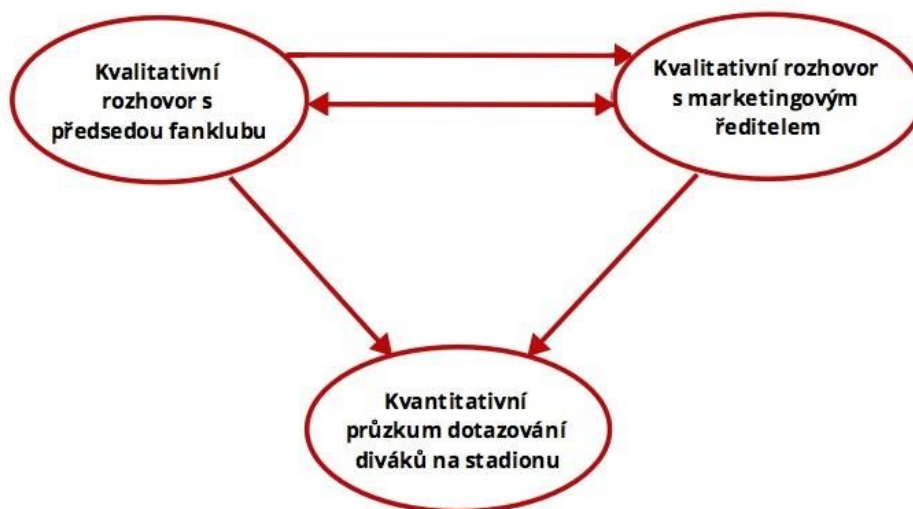 Kvalitativní
rozhovor s
předsedou fanklubu
Kvalitativní rozhovor
s marketingovým
ředitelem
Kvantitativní
průzkum dotazování
diváků na stadionu